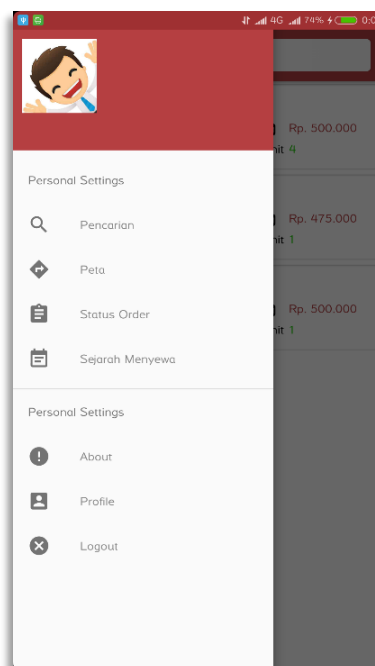 4G 74%
Rp. 500.000
nit 4
Rp. 475.000
nit 1
Rp. 500.000
nit 1
Personal Settings
Pencarian
Peta
Status Order
Sejarah Menyewa
Personal Settings
About
Profile
Logout